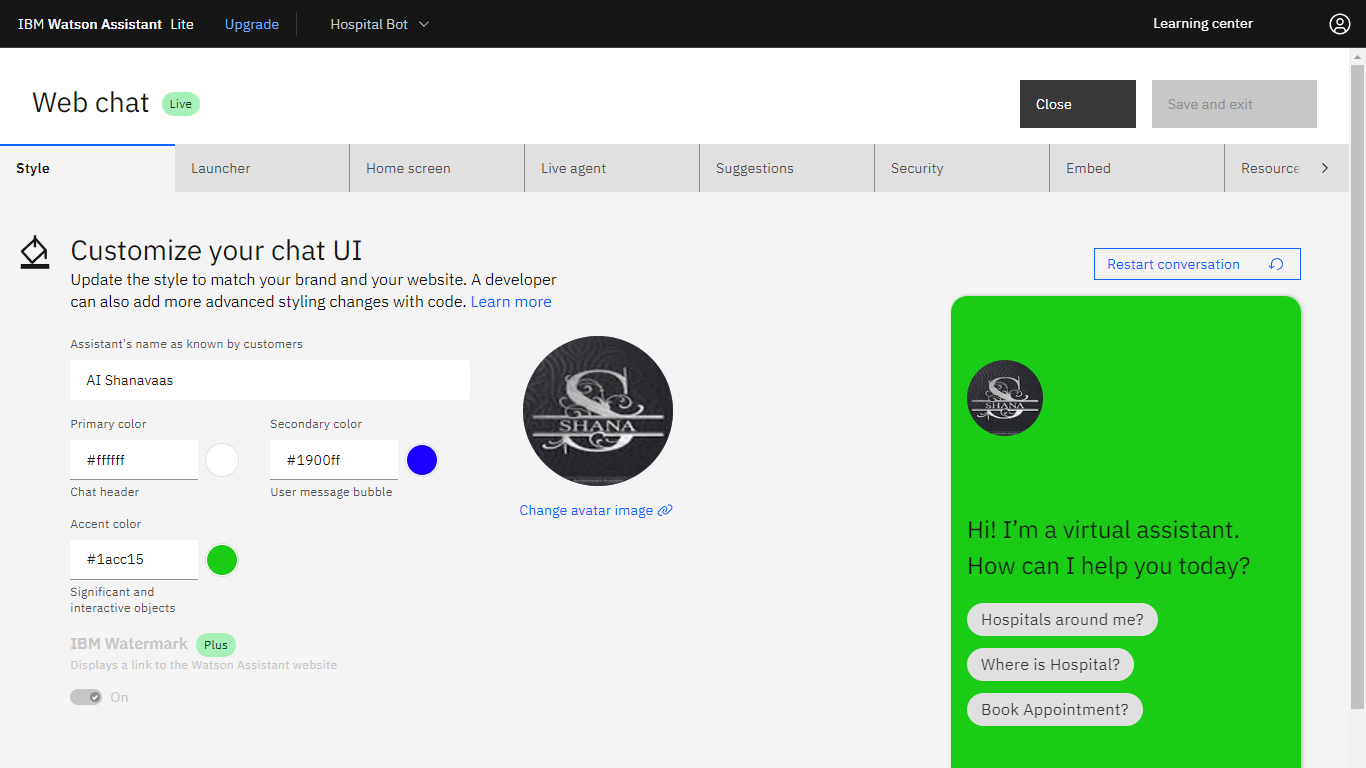 IBM Watson Assistant Lite Upgrade Hospital Bot Learning center
Web chat Live Close Save and exit
Style Launcher Home screen Live agent Suggestions Security Embed Resource
Customize your chat UI
Update the style to match your brand and your website. A developer
can also add more advanced styling changes with code. Learn more
Assistant's name as known by customers
AI Shanavaas
Primary color Secondary color
#ffffff #1900ff
Chat header User message bubble
Accent color
#1acc15
Significant and
interactive objects
IBM Watermark Plus
Displays a link to the Watson Assistant website
On
S
SHANA
Change avatar image
Restart conversation
S
SHANA
Hi! I’m a virtual assistant.
How can I help you today?
Hospitals around me?
Where is Hospital?
Book Appointment?